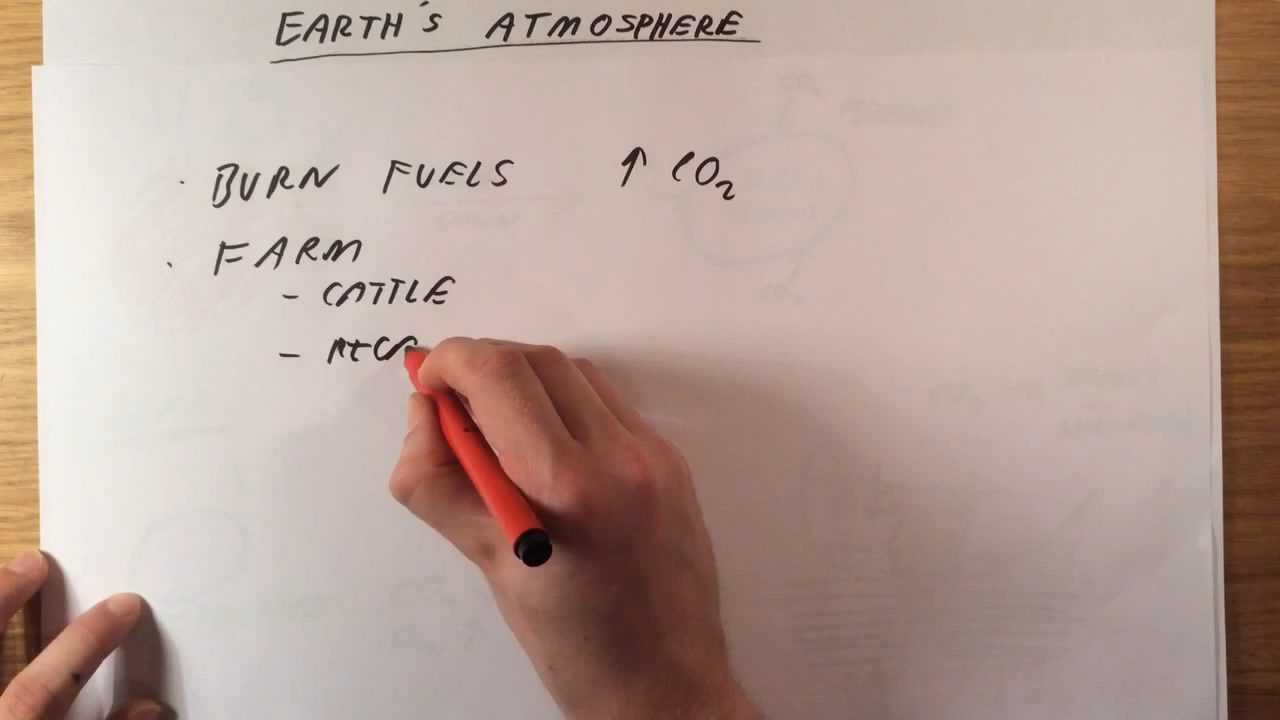 EARTH'S ATMOSPHERE
· BURN FUELS ↑ CO2
· FARM
- CATTLE
-